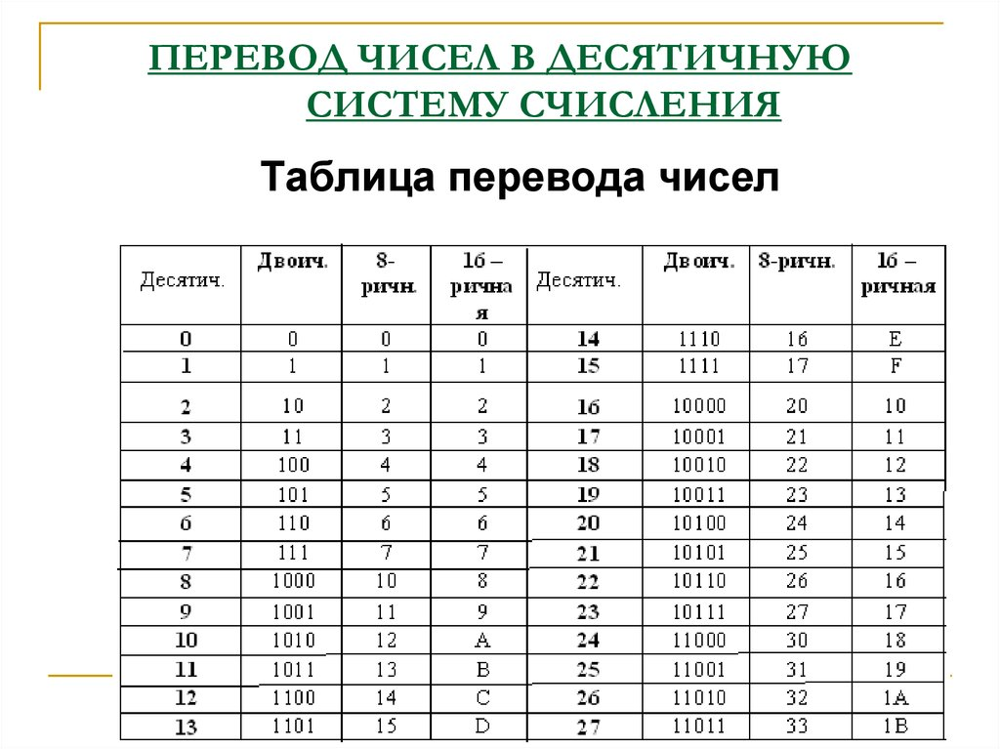 ПЕРЕВОД ЧИСЕЛ В ДЕСЯТИЧНУЮ
СИСТЕМУ СЧИСЛЕНИЯ
Таблица перевода чисел
Десятич. Двоич. 8-ричн. 16 – ричная Десятич. Двоич. 8-ричн. 16 – ричная
0 0 0 0 14 1110 16 E
1 1 1 1 15 1111 17 F
2 10 2 2 16 10000 20 10
3 11 3 3 17 10001 21 11
4 100 4 4 18 10010 22 12
5 101 5 5 19 10011 23 13
6 110 6 6 20 10100 24 14
7 111 7 7 21 10101 25 15
8 1000 10 8 22 10110 26 16
9 1001 11 9 23 10111 27 17
10 1010 12 A 24 11000 30 18
11 1011 13 B 25 11001 31 19
12 1100 14 C 26 11010 32 1A
13 1101 15 D 27 11011 33 1B